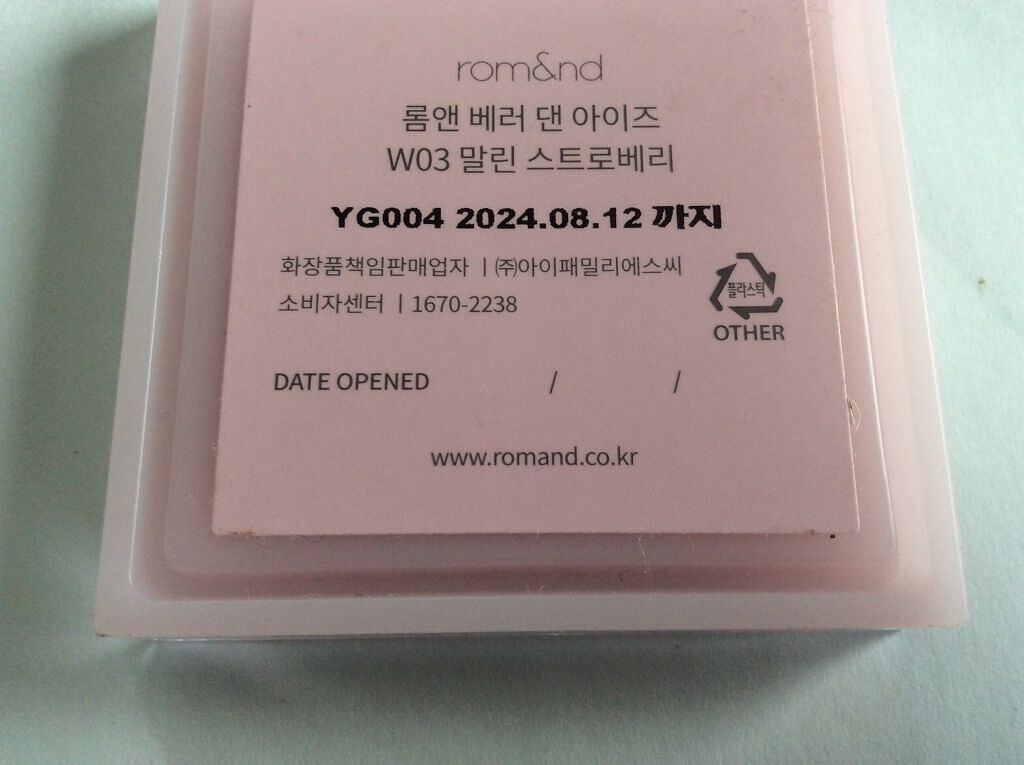 rom&nd
롬앤 베러 댄 아이즈
W03 말린 스트로베리
YG004 2024.08.12 까지
화장품책임판매업자 ㅣ㈜아이패밀리에스씨
소비자센터 ㅣ1670-2238
플라스틱
OTHER
DATE OPENED / /
www.romand.co.kr